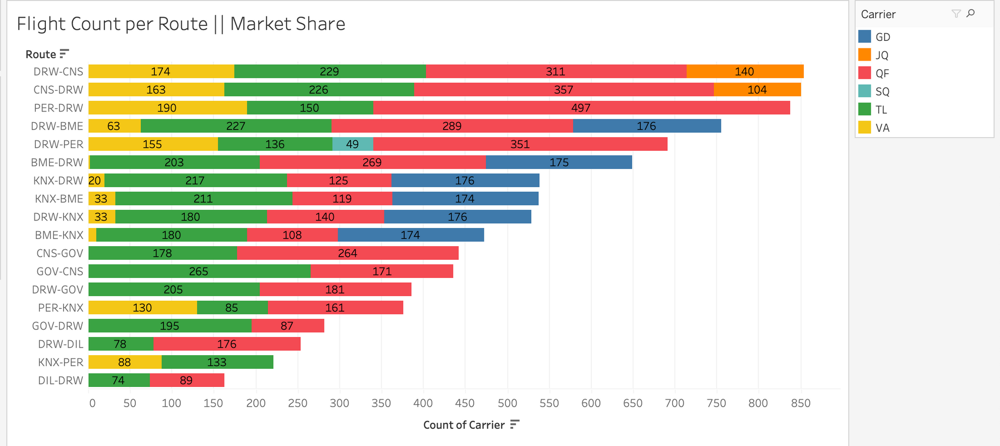 Flight Count per Route || Market Share
Route
DRW-CNS 174 229 311 140
CNS-DRW 163 226 357 104
PER-DRW 190 150 497
DRW-BME 63 227 289 176
DRW-PER 155 136 49 351
BME-DRW 203 269 175
KNX-DRW 20 217 125 176
KNX-BME 33 211 119 174
DRW-KNX 33 180 140 176
BME-KNX 180 108 174
CNS-GOV 178 264
GOV-CNS 265 171
DRW-GOV 205 181
PER-KNX 130 85 161
GOV-DRW 195 87
DRW-DIL 78 176
KNX-PER 88 133
DIL-DRW 74 89
0 50 100 150 200 250 300 350 400 450 500 550 600 650 700 750 800 850
Count of Carrier
Carrier
GD
JQ
QF
SQ
TL
VA